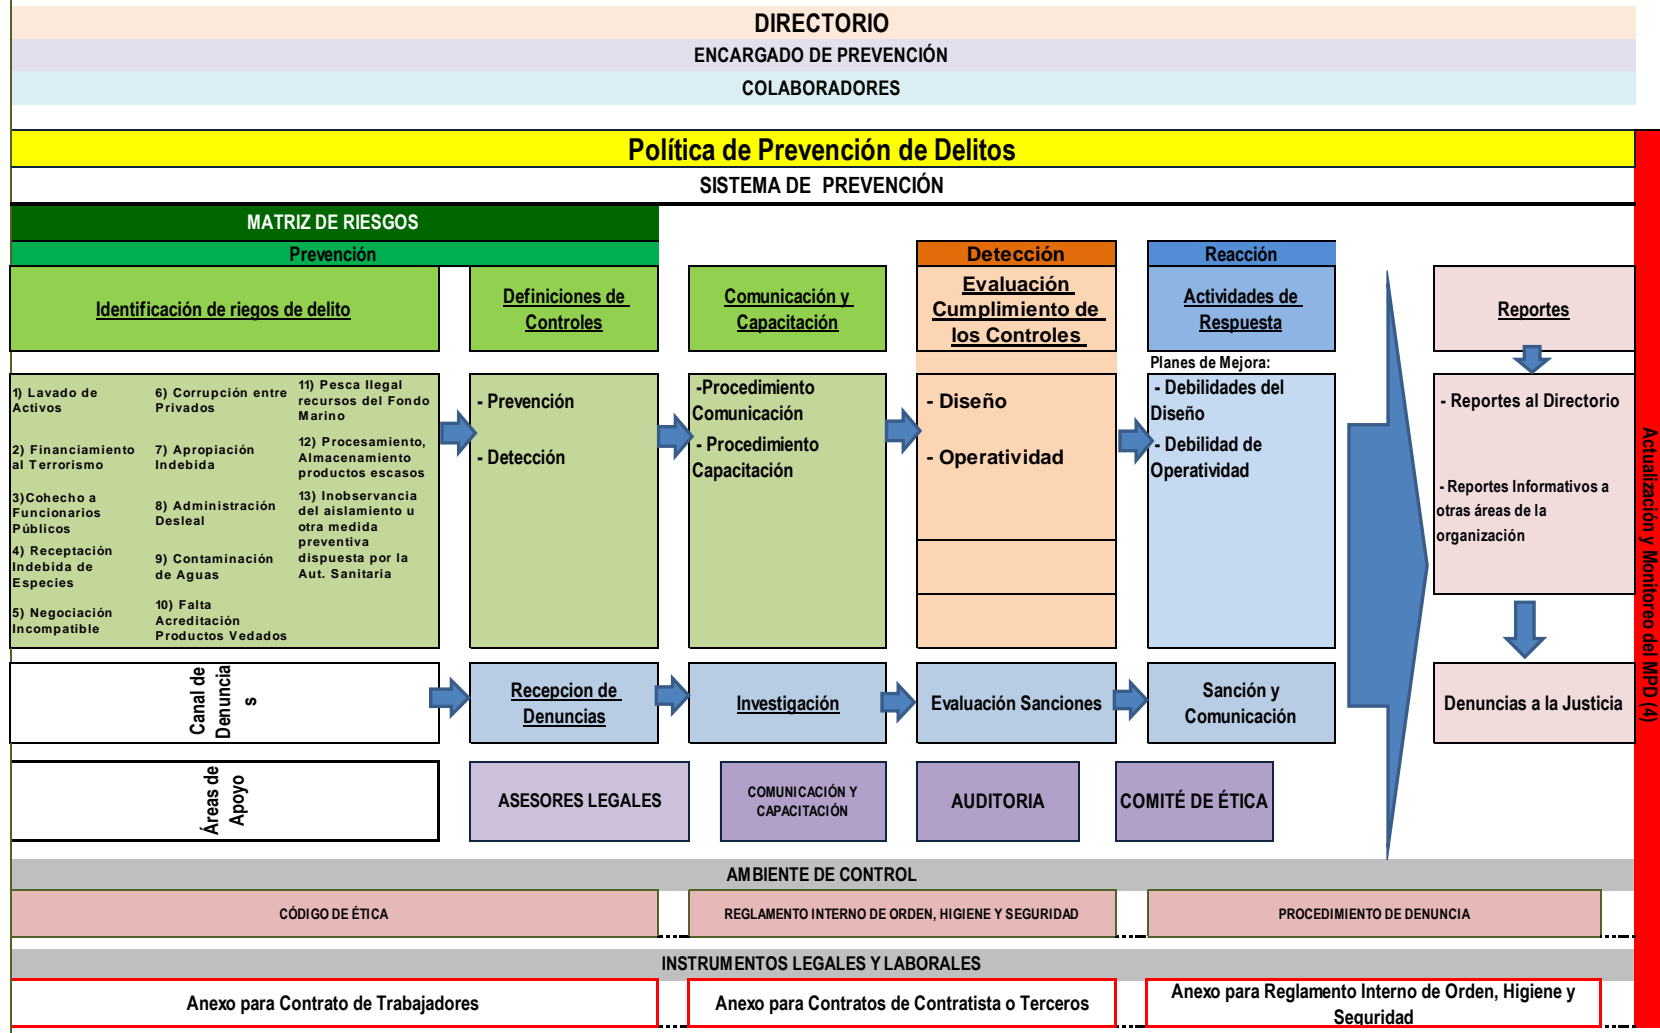 DIRECTORIO
ENCARGADO DE PREVENCIÓN
COLABORADORES
Política de Prevención de Delitos
SISTEMA DE PREVENCIÓN
MATRIZ DE RIESGOS
Prevención
Detección
Reacción
Identificación de riegos de delito
Definiciones de
Controles
Comunicación y
Capacitación
Evaluación
Cumplimiento de
los Controles
Actividades de
Respuesta
Reportes
Planes de Mejora:
1) Lavado de
Activos
2) Financiamiento
al Terrorismo
3)Cohecho a
Funcionarios
Públicos
4) Receptación
Indebida de
Especies
5) Negociación
Incompatible
6) Corrupción entre
Privados
7) Apropiación
Indebida
8) Administración
Desleal
9) Contaminación
de Aguas
10) Falta
Acreditación
Productos Vedados
11) Pesca Ilegal
recursos del Fondo
Marino
12) Procesamiento,
Almacenamiento
productos escasos
13) Inobservancia
del aislamiento u
otra medida
preventiva
dispuesta por la
Aut. Sanitaria
- Prevención
- Detección
-Procedimiento
Comunicación
- Procedimiento
Capacitación
- Diseño
- Operatividad
- Debilidades del
Diseño
- Debilidad de
Operatividad
- Reportes al Directorio
- Reportes Informativos a
otras áreas de la
organización
Canal de
Denuncia
s
Recepcion de
Denuncias
Investigación
Evaluación Sanciones
Sanción y
Comunicación
Denuncias a la Justicia
Áreas de
Apoyo
ASESORES LEGALES
COMUNICACIÓN Y
CAPACITACIÓN
AUDITORIA
COMITÉ DE ÉTICA
Actualización y Monitoreo del MPD (4)
AMBIENTE DE CONTROL
CÓDIGO DE ÉTICA
REGLAMENTO INTERNO DE ORDEN, HIGIENE Y SEGURIDAD
PROCEDIMIENTO DE DENUNCIA
INSTRUMENTOS LEGALES Y LABORALES
Anexo para Contrato de Trabajadores
Anexo para Contratos de Contratista o Terceros
Anexo para Reglamento Interno de Orden, Higiene y
Seguridad